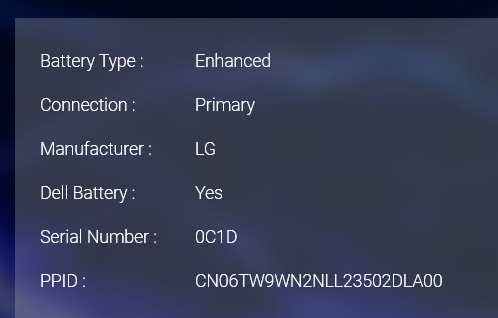 Battery Type : Enhanced
Connection : Primary
Manufacturer : LG
Dell Battery : Yes
Serial Number : 0C1D
PPID : CN06TW9WN2NLL23502DLA00